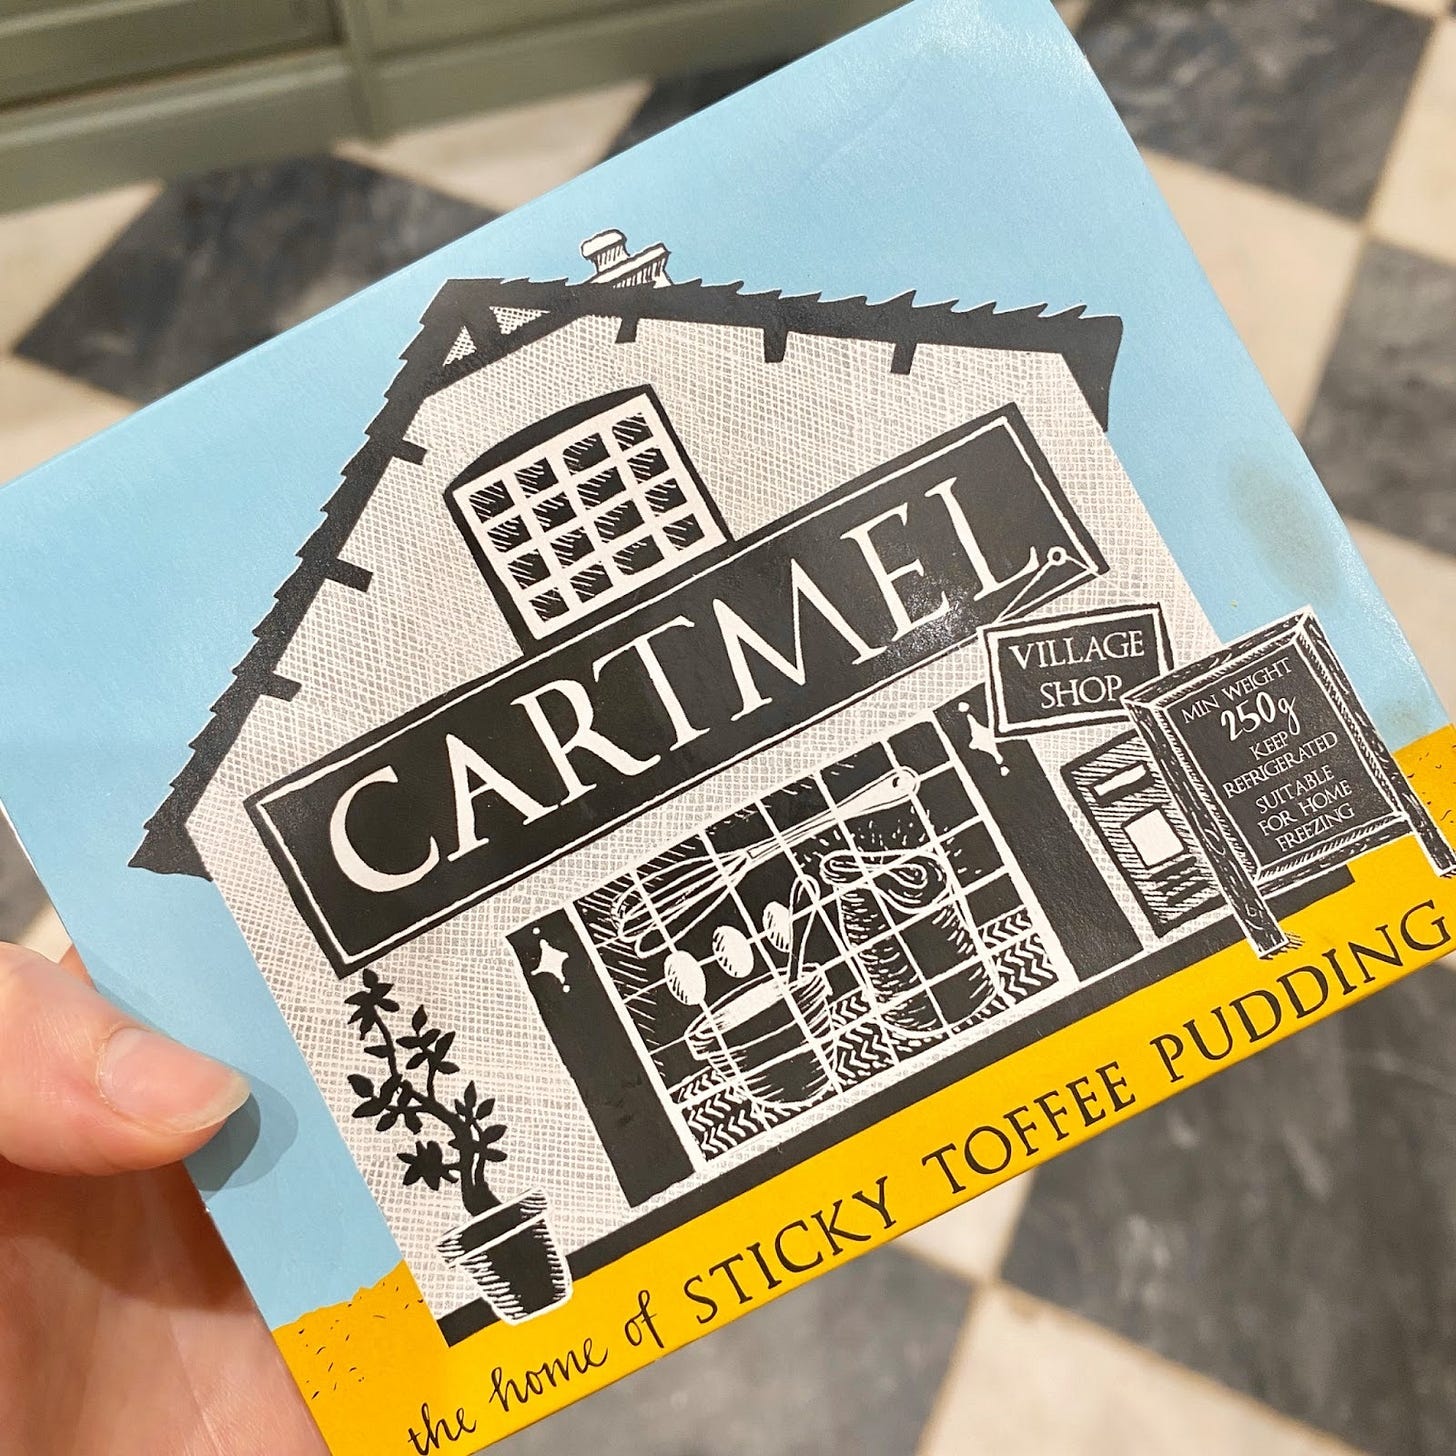 CARTMEL
VILLAGE
SHOP
MIN WEIGHT
250g
KEEP
REFRIGERATED
SUITABLE
FOR HOME
FREEZING
the home of STICKY TOFFEE PUDDING